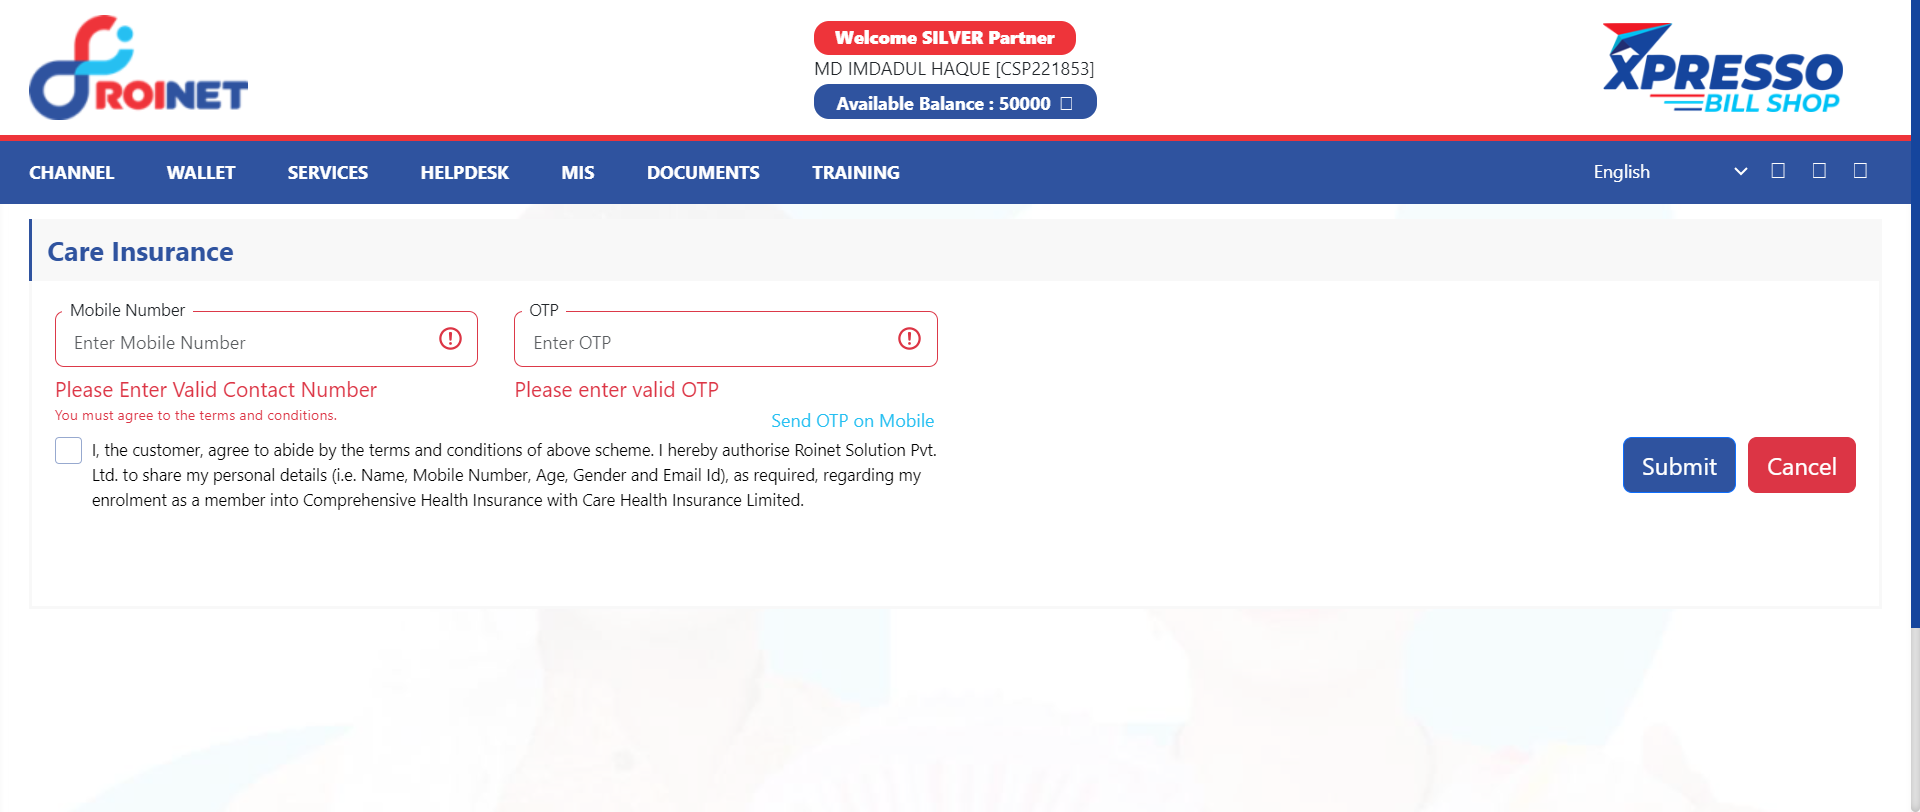 ROINET
Welcome SILVER Partner
MD IMDADUL HAQUE [CSP221853]
Available Balance : 50000
XPRESSO
BILL SHOP
CHANNEL WALLET SERVICES HELPDESK MIS DOCUMENTS TRAINING English
Care Insurance
Mobile Number OTP
Enter Mobile Number Enter OTP
Please Enter Valid Contact Number Please enter valid OTP
You must agree to the terms and conditions.
Send OTP on Mobile
I, the customer, agree to abide by the terms and conditions of above scheme. I hereby authorise Roinet Solution Pvt.
Ltd. to share my personal details (i.e. Name, Mobile Number, Age, Gender and Email Id), as required, regarding my
enrolment as a member into Comprehensive Health Insurance with Care Health Insurance Limited.
Submit Cancel